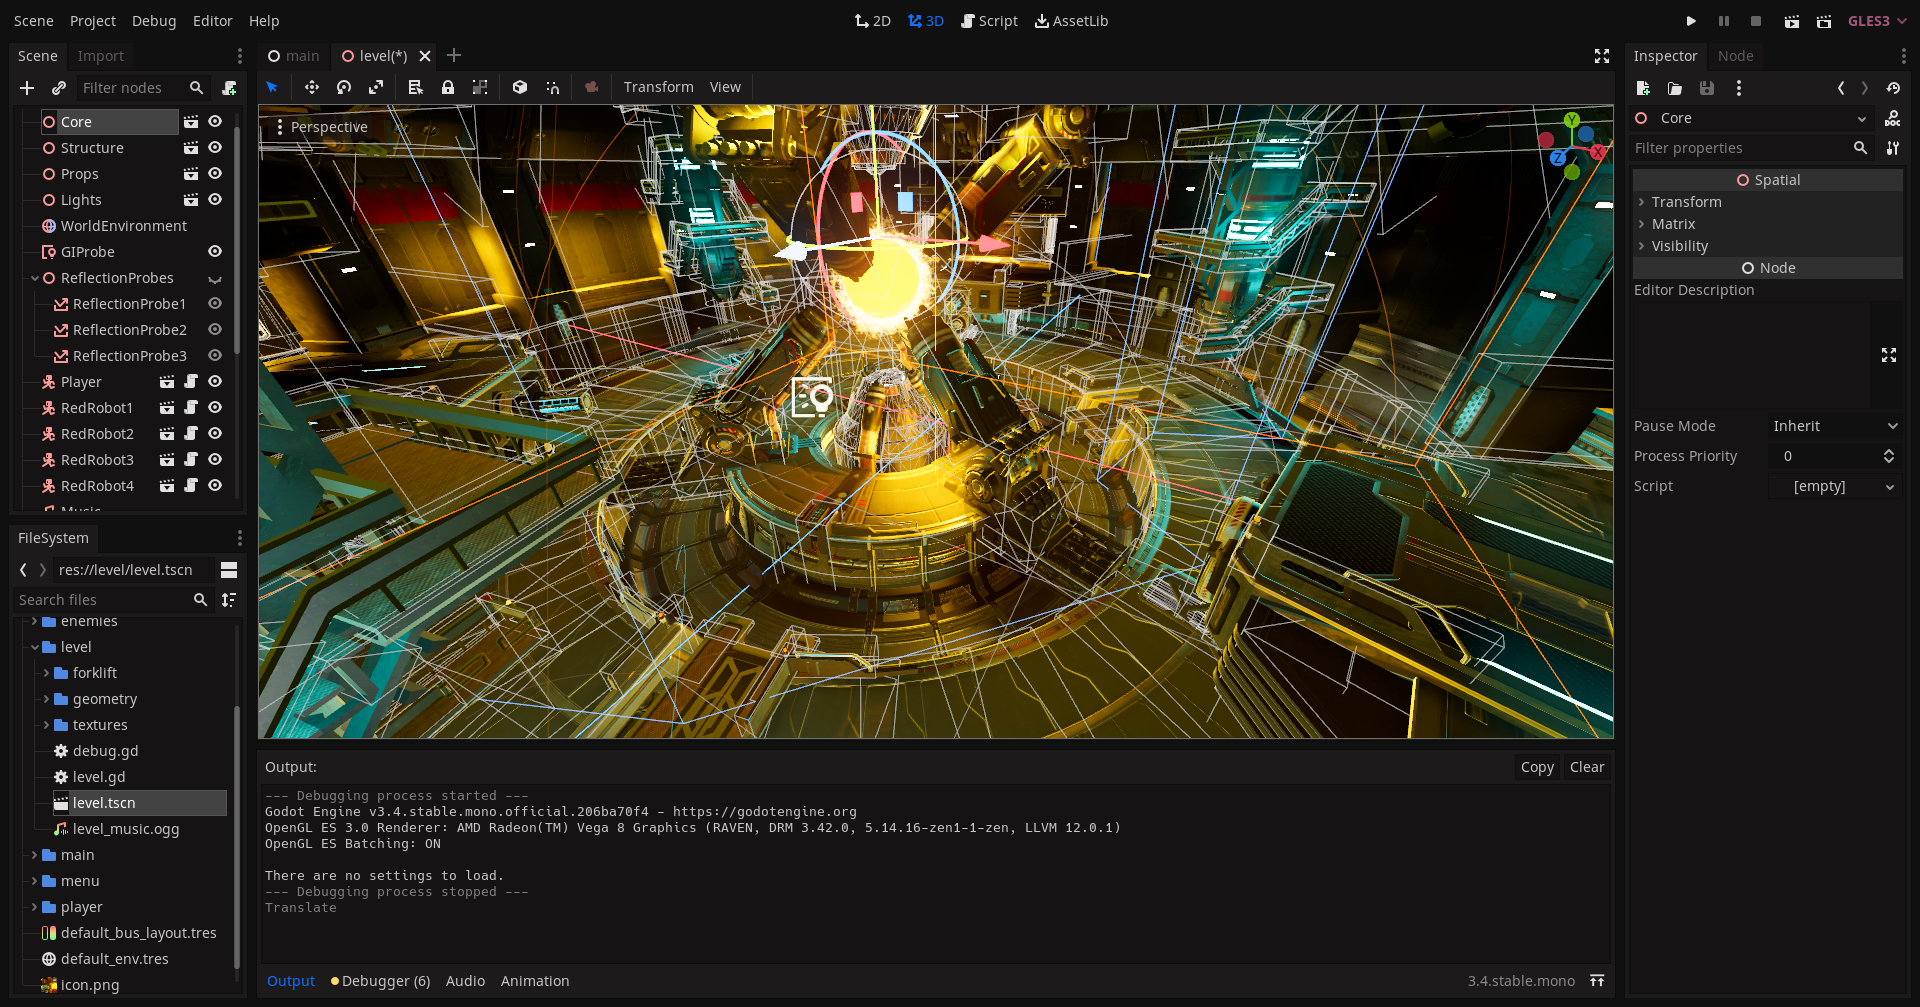 Scene Project Debug Editor Help
2D 3D Script AssetLib
GLES3
Scene Import
main level(*)
Inspector Node
Filter nodes
Transform View
Core
Structure
Props
Lights
WorldEnvironment
GIProbe
ReflectionProbes
ReflectionProbe1
ReflectionProbe2
ReflectionProbe3
Player
RedRobot1
RedRobot2
RedRobot3
RedRobot4
Music
FileSystem
res://level/level.tscn
Search files
enemies
level
forklift
geometry
textures
debug.gd
level.gd
level.tscn
level_music.ogg
main
menu
player
default_bus_layout.tres
default_env.tres
icon.png
Perspective
Y
X
Z
Output:
Copy Clear
--- Debugging process started ---
Godot Engine v3.4.stable.mono.official.206ba70f4 - https://godotengine.org
OpenGL ES 3.0 Renderer: AMD Radeon(TM) Vega 8 Graphics (RAVEN, DRM 3.42.0, 5.14.16-zen1-1-zen, LLVM 12.0.1)
OpenGL ES Batching: ON
There are no settings to load.
--- Debugging process stopped ---
Translate
Output Debugger (6) Audio Animation
3.4.stable.mono
Core
Filter properties
Spatial
Transform
Matrix
Visibility
Node
Editor Description
Pause Mode Inherit
Process Priority 0
Script [empty]